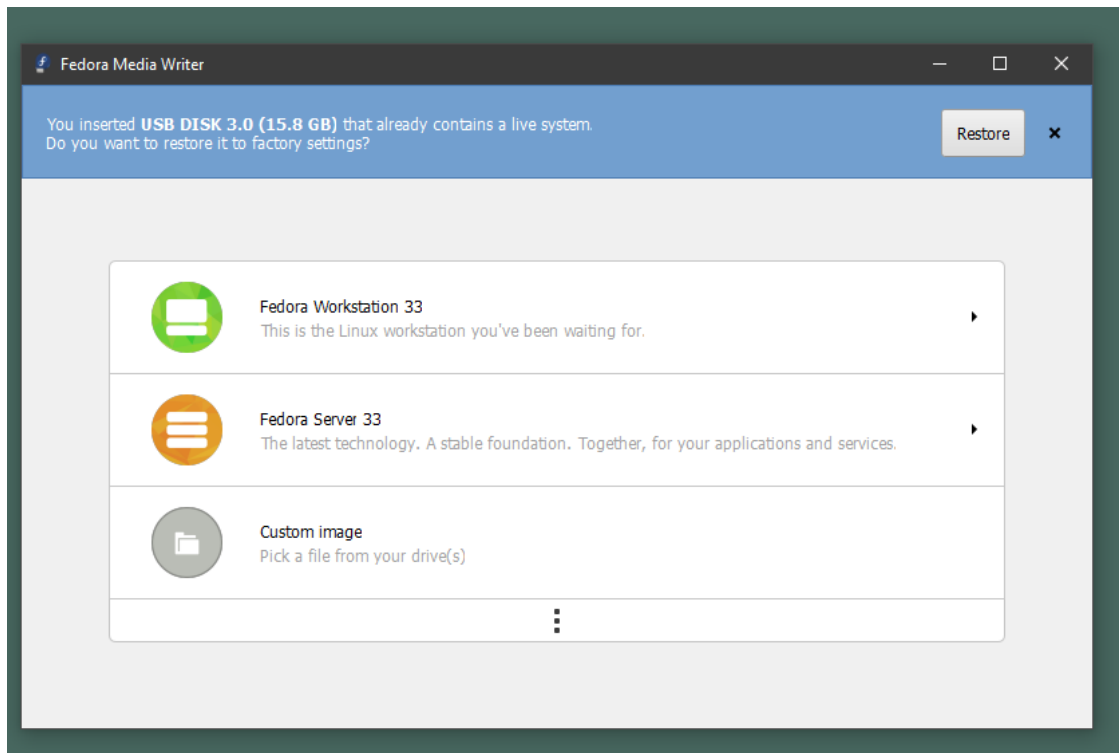 Fedora Media Writer
You inserted USB DISK 3.0 (15.8 GB) that already contains a live system.
Do you want to restore it to factory settings?
Restore
Fedora Workstation 33
This is the Linux workstation you've been waiting for.
Fedora Server 33
The latest technology. A stable foundation. Together, for your applications and services.
Custom image
Pick a file from your drive(s)